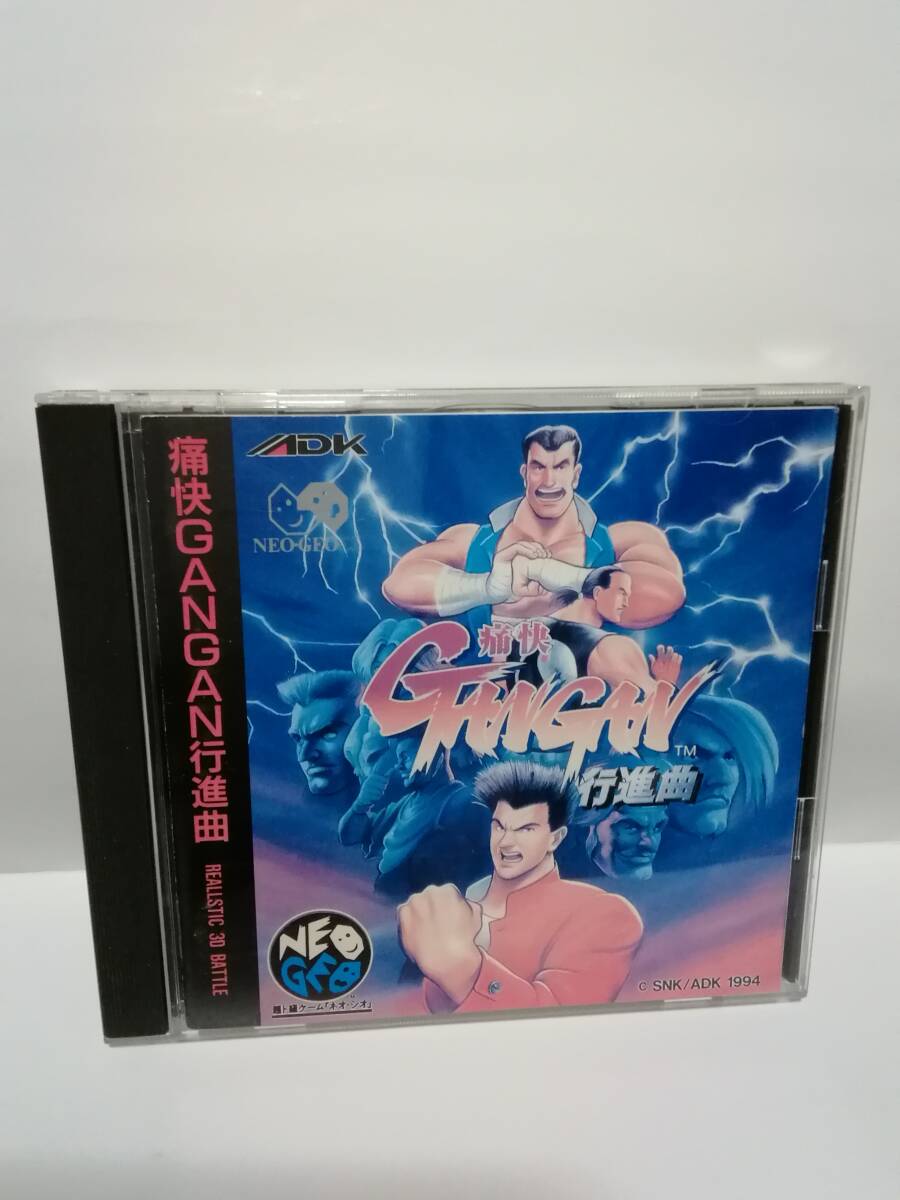 痛快GANGAN行進曲
REALLSTIC 3D BATTLE
ADK
NEO·GEO
痛快
GANGAN
TM
行進曲
NEO
GEO
© SNK/ADK 1994